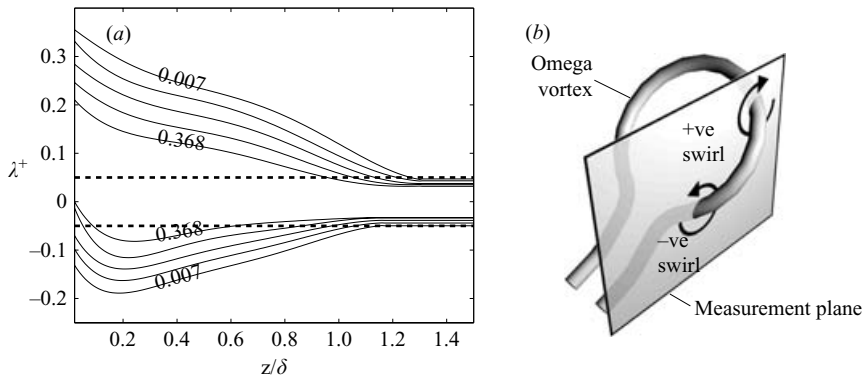 (a)
0.3
0.2
0.1
0
−0.1
−0.2
λ+
0.007
0.368
0.368
0.007
0.2
0.4
0.6
0.8
1.0
1.2
1.4
z/δ
(b)
Omega
vortex
+ve
swirl
−ve
swirl
Measurement plane